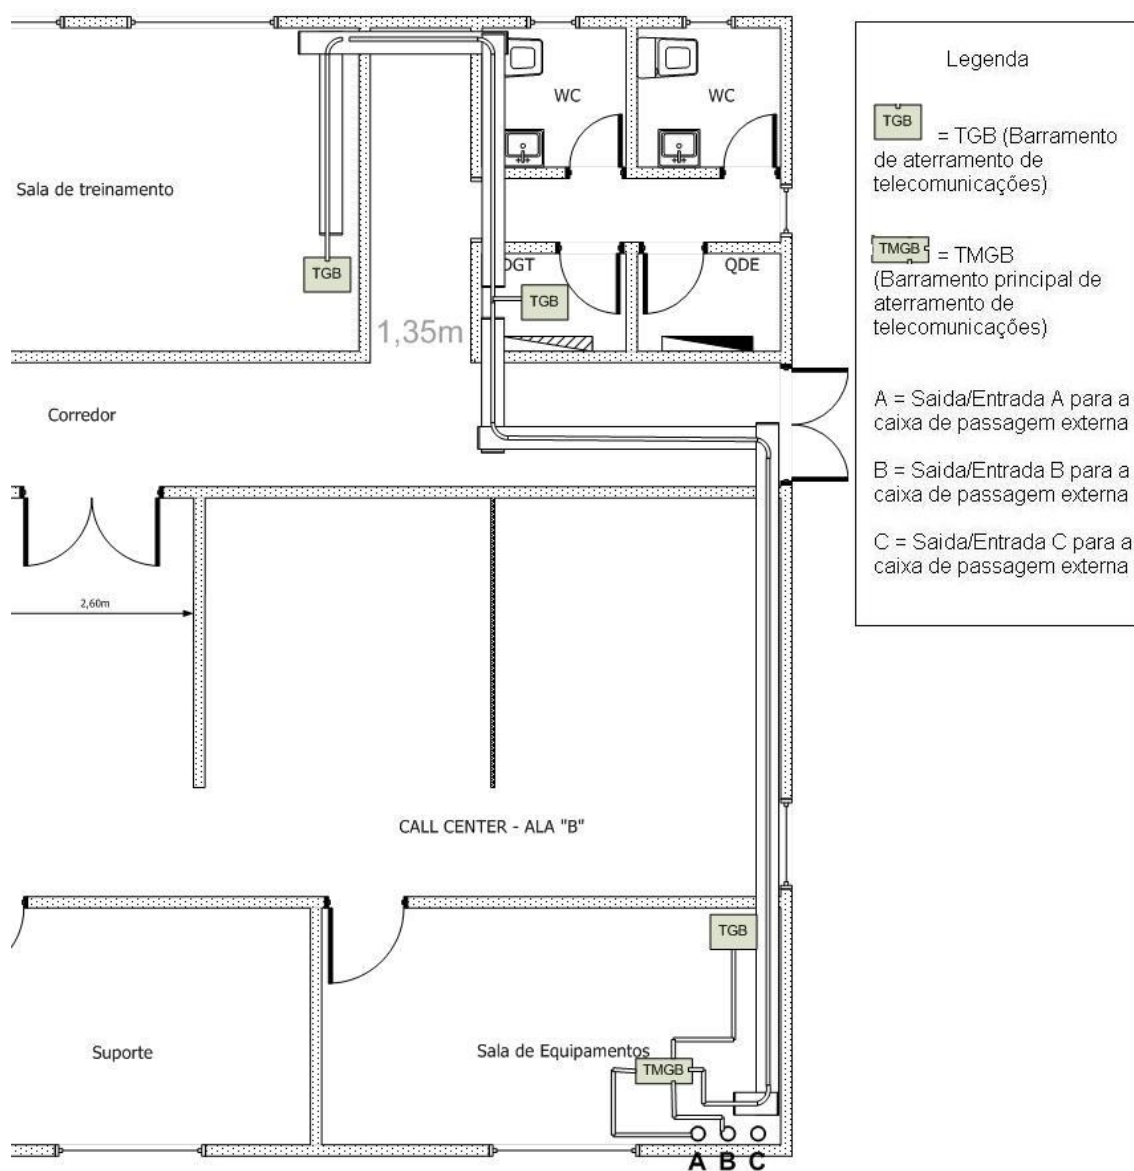 WC
WC
Sala de treinamento
TGB
DGT
QDE
TGB
1,35m
Corredor
2,60m
CALL CENTER - ALA "B"
TGB
Suporte
Sala de Equipamentos
TMGB
A B C
Legenda
TGB = TGB (Barramento
de aterramento de
telecomunicações)
TMGB = TMGB
(Barramento principal de
aterramento de
telecomunicações)
A = Saida/Entrada A para a
caixa de passagem externa
B = Saida/Entrada B para a
caixa de passagem externa
C = Saida/Entrada C para a
caixa de passagem externa